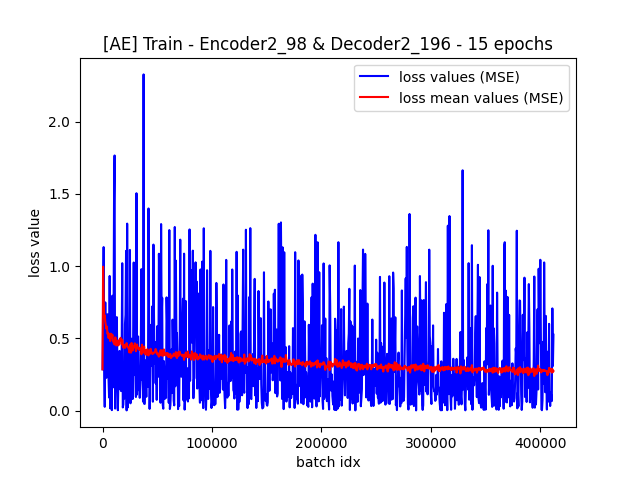 [AE] Train - Encoder2_98 & Decoder2_196 - 15 epochs
loss values (MSE)
loss mean values (MSE)
loss value
2.0
1.5
1.0
0.5
0.0
0
100000
200000
300000
400000
batch idx